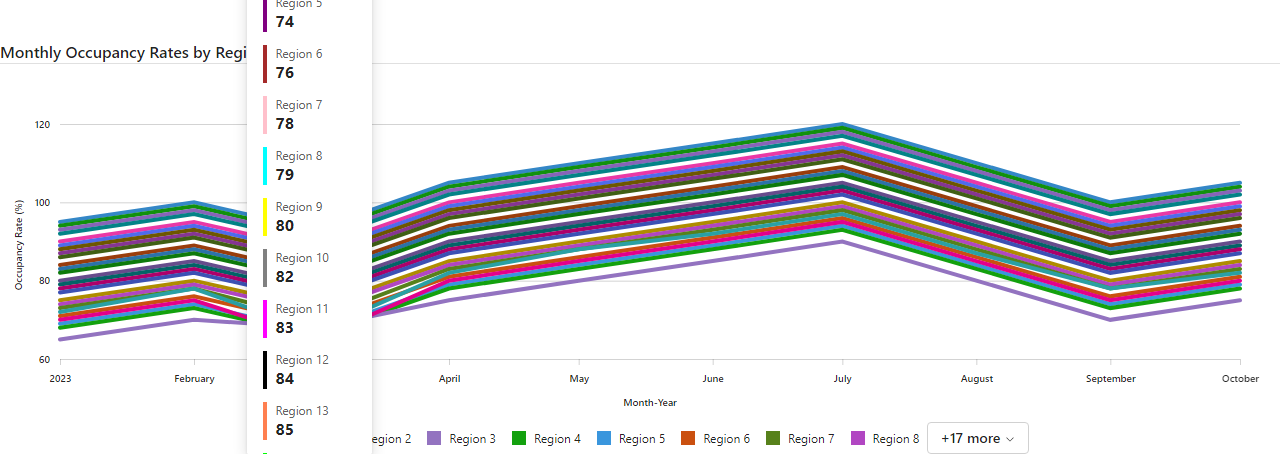 Region 5
74
Monthly Occupancy Rates by Regi
Region 6
76
Region 7
78
Region 8
79
Region 9
80
Region 10
82
Region 11
83
Region 12
84
Region 13
85
120
100
80
60
Occupancy Rate (%)
2023 February April May June July August September October
Month-Year
egion 2 Region 3 Region 4 Region 5 Region 6 Region 7 Region 8 +17 more